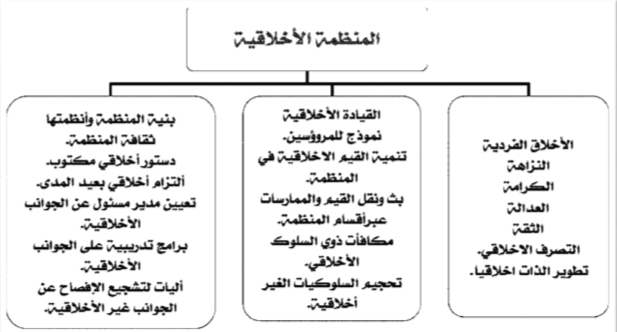 المنظمة الأخلاقية
الأخلاق الفردية
النزاهة
الكرامة
العدالة
الثقة
التصرف الاخلاقي.
تطوير الذات اخلاقيا.
القيادة الأخلاقية
نموذج للمرؤوسين.
تنمية القيم الاخلاقية في
المنظمة.
بث ونقل القيم والممارسات
عبرأقسام المنظمة.
مكافأت ذوي السلوك
الأخلاقي.
تحجيم السلوكيات الغير
أخلاقية.
بنية المنظمة وأنظمتها
ثقافة المنظمة.
دستور أخلاقي مكتوب.
ألتزام أخلاقي بعيد المدى.
تعيين مدير مسئول عن الجوانب
الأخلاقية.
برامج تدريبية على الجوانب
الأخلاقية.
أليات لتشجيع الإفصاح عن
الجوانب غير الأخلاقية.